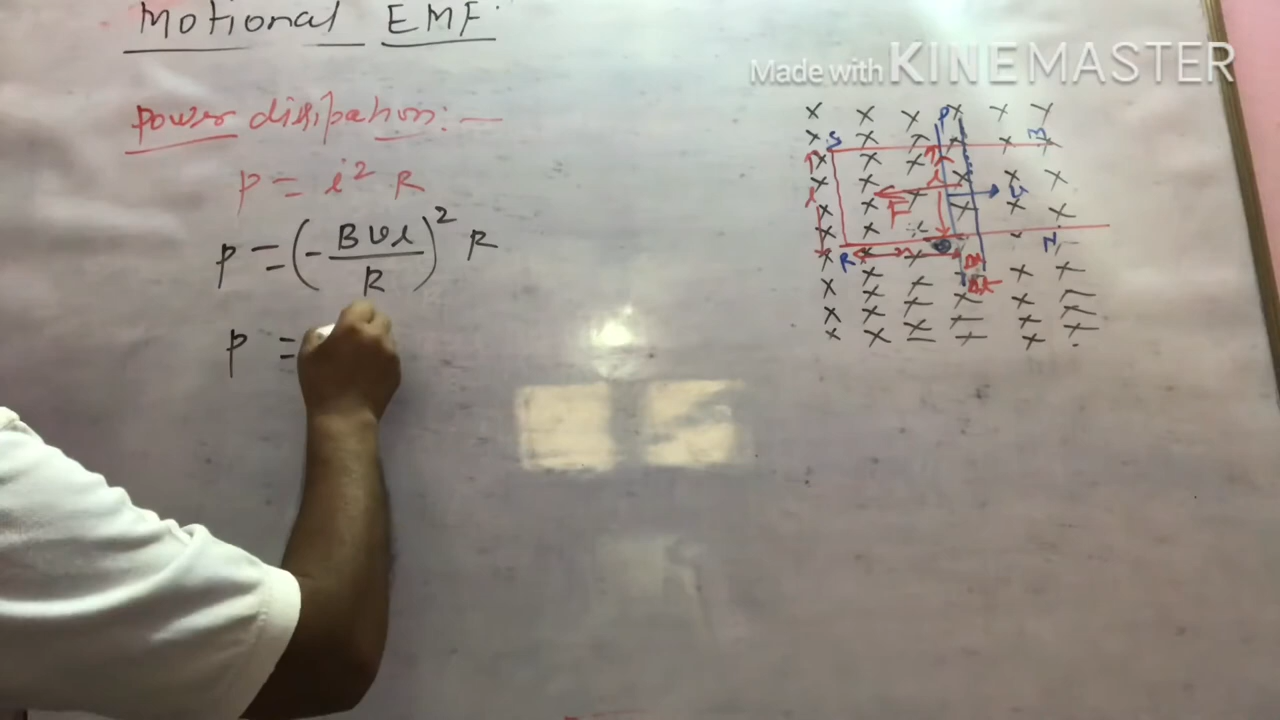 Motional EMF
Made with KINEMASTER
Power dissipation:-
P = i² R
P = (- Bvl/R)² R
P =
P
S
B
l
l
v
F
R
N